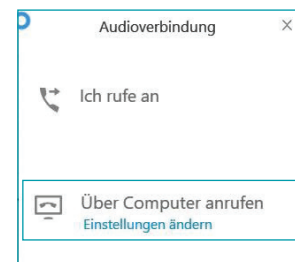 Audioverbindung
Ich rufe an
Über Computer anrufen
Einstellungen ändern